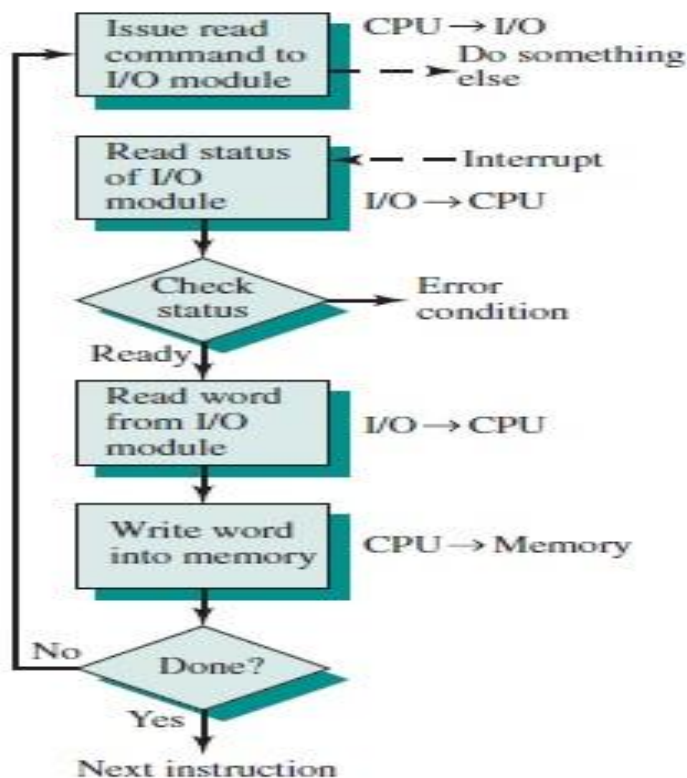 Issue read
command to
I/O module
CPU → I/O
Do something
else
Read status
of I/O
module
Interrupt
I/O → CPU
Check
status
Error
condition
Ready
Read word
from I/O
module
I/O → CPU
Write word
into memory
CPU → Memory
No
Done?
Yes
Next instruction